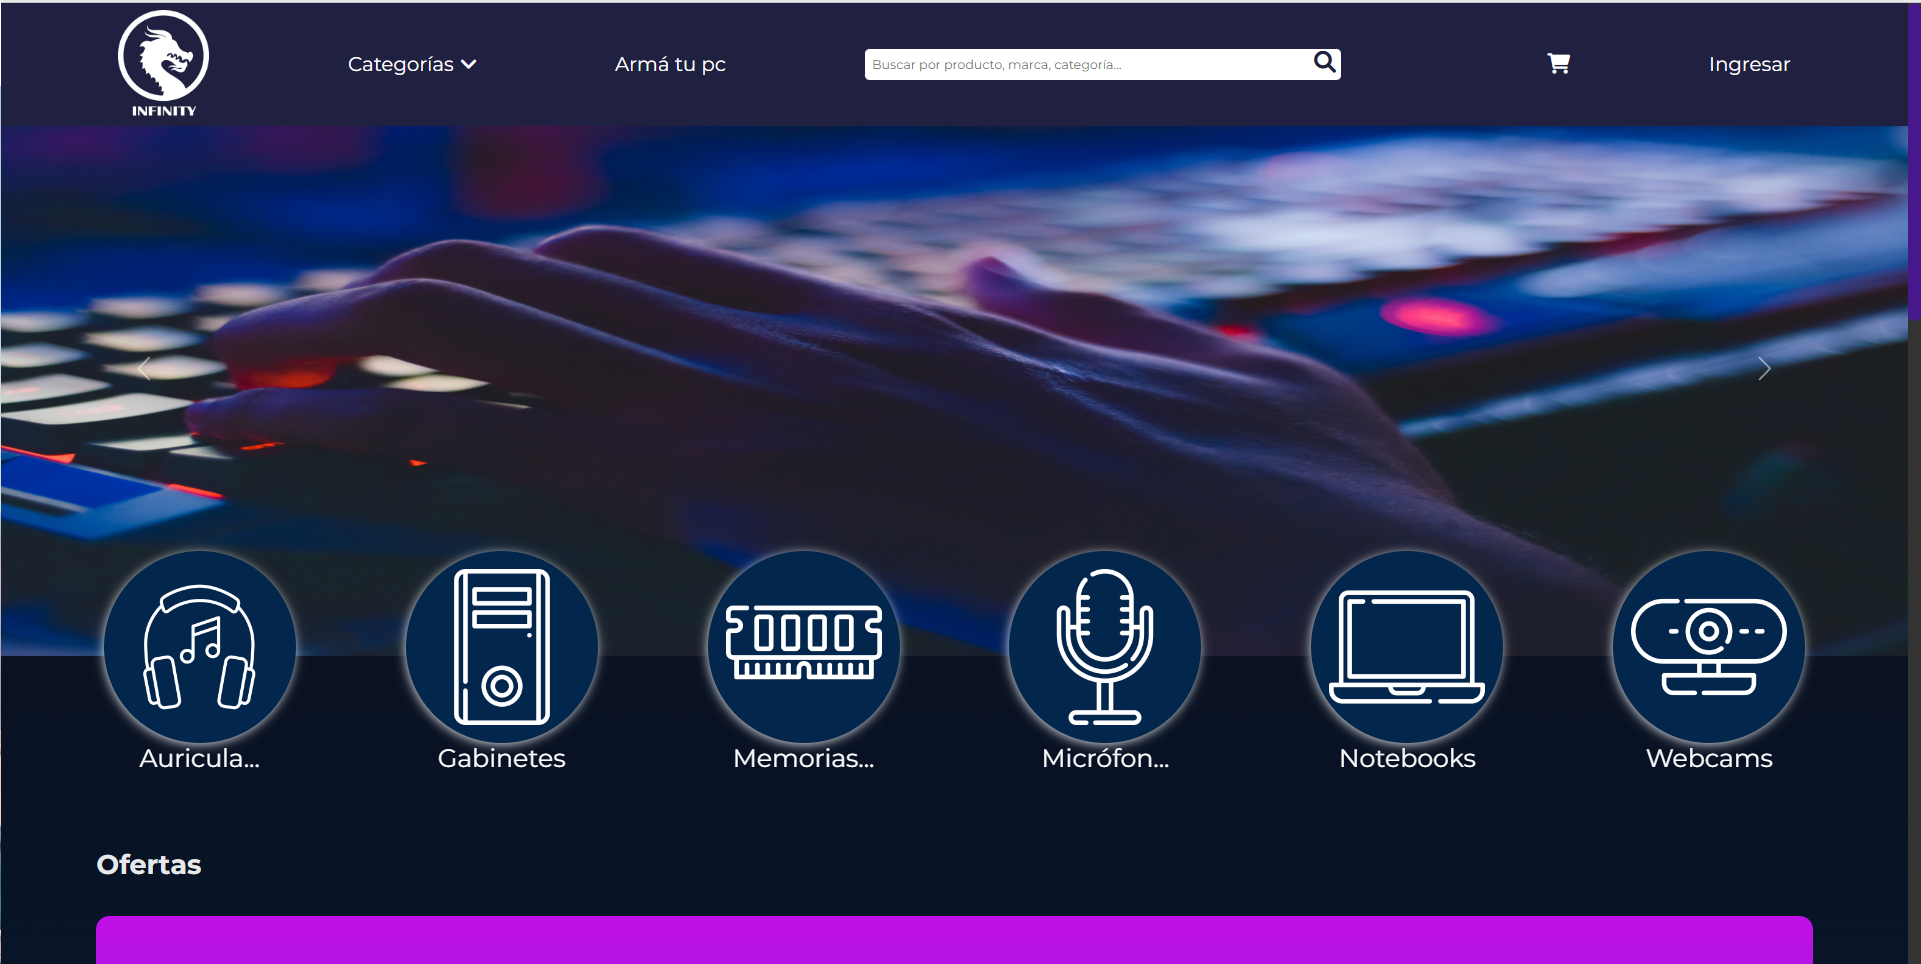 INFINITY
Categorías
Armá tu pc
Buscar por producto, marca, categoría...
Ingresar
Auricula...
Gabinetes
Memorias...
Micrófon...
Notebooks
Webcams
Ofertas